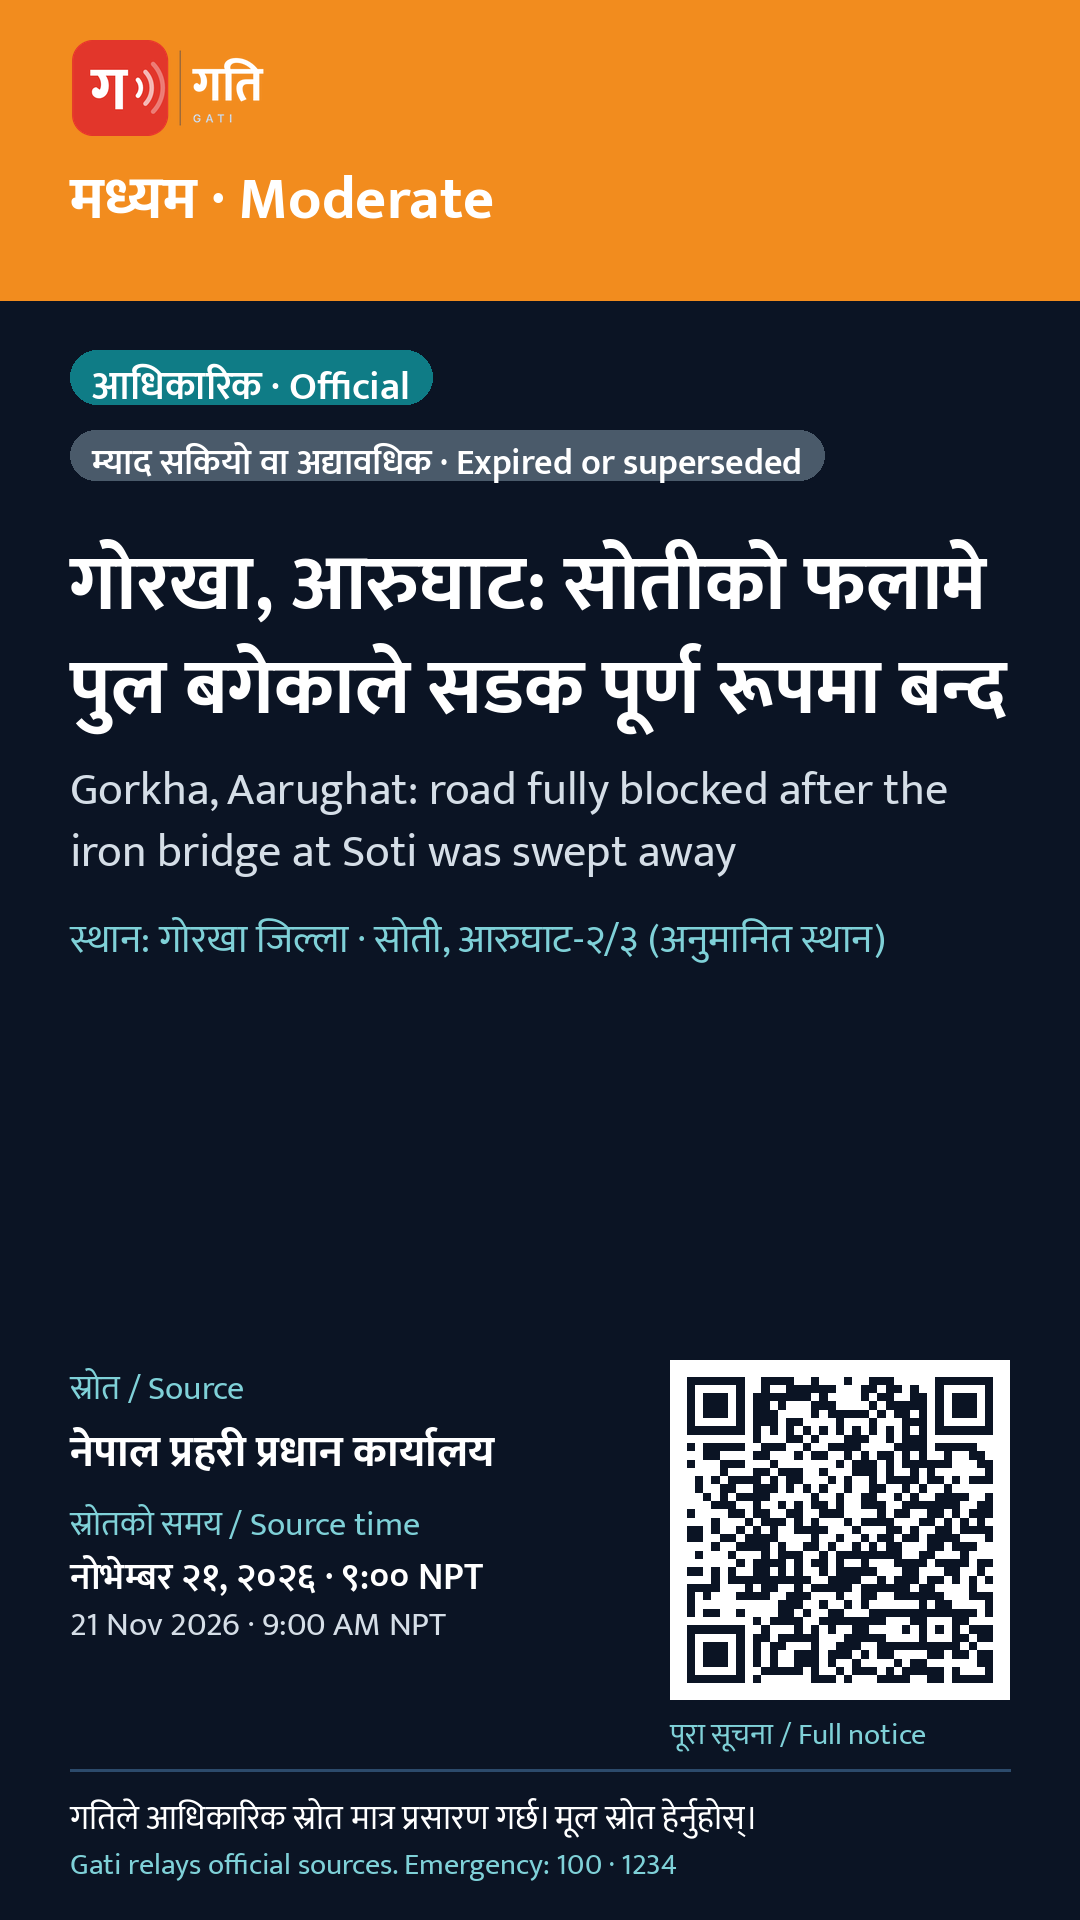 ग
गति
GATI
मध्यम · Moderate
आधिकारिक · Official
म्याद सकियो वा अद्यावधिक · Expired or superseded
गोरखा, आरुघाट: सोतीको फलामे
पुल बगेकाले सडक पूर्ण रूपमा बन्द
Gorkha, Aarughat: road fully blocked after the
iron bridge at Soti was swept away
स्थान: गोरखा जिल्ला · सोती, आरुघाट-२/३ (अनुमानित स्थान)
स्रोत / Source
नेपाल प्रहरी प्रधान कार्यालय
स्रोतको समय / Source time
नोभेम्बर २१, २०२६ · ९:०० NPT
21 Nov 2026 · 9:00 AM NPT
पूरा सूचना / Full notice
गतिले आधिकारिक स्रोत मात्र प्रसारण गर्छ। मूल स्रोत हेर्नुहोस्।
Gati relays official sources. Emergency: 100 · 1234